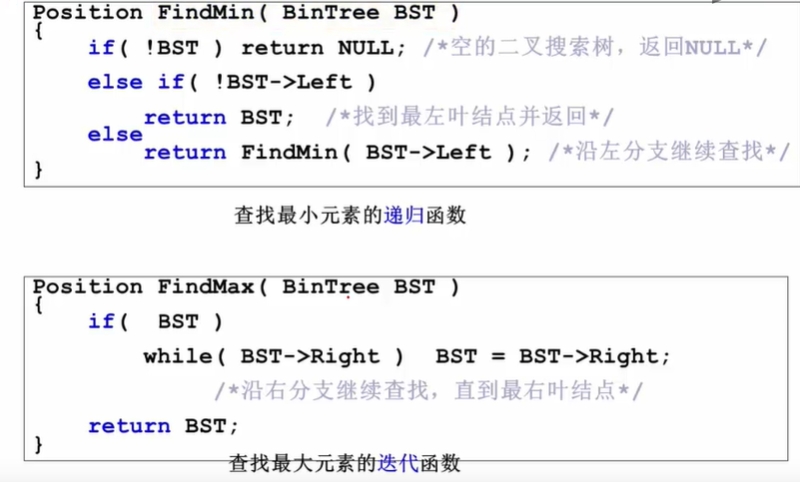 Position FindMin( BinTree BST )
{
if( !BST ) return NULL; /*空的二叉搜索树，返回NULL*/
else if( !BST->Left )
return BST; /*找到最左叶结点并返回*/
else
return FindMin( BST->Left ); /*沿左分支继续查找*/
}
查找最小元素的递归函数
Position FindMax( BinTree BST )
{
if( BST )
while( BST->Right ) BST = BST->Right;
/*沿右分支继续查找，直到最右叶结点*/
return BST;
}
查找最大元素的迭代函数